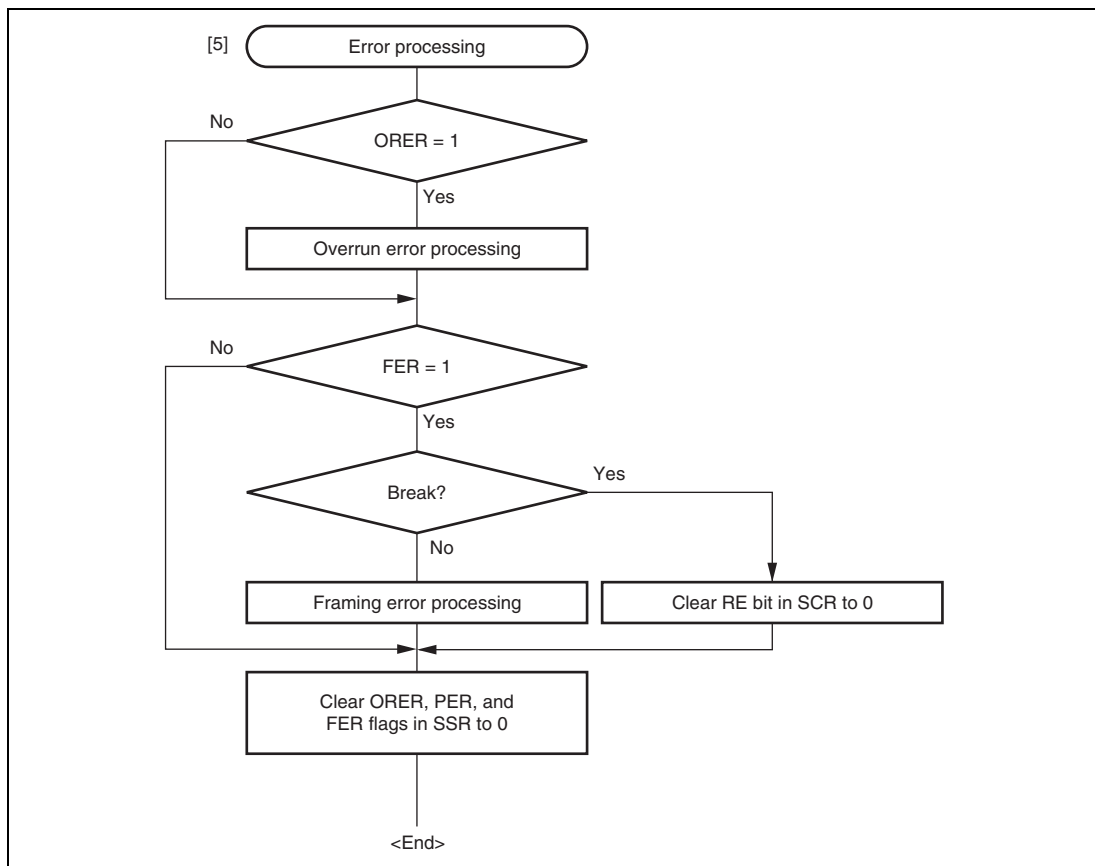 [5]
Error processing
No
ORER = 1
Yes
Overrun error processing
No
FER = 1
Yes
Break?
Yes
No
Framing error processing
Clear RE bit in SCR to 0
Clear ORER, PER, and
FER flags in SSR to 0
<End>